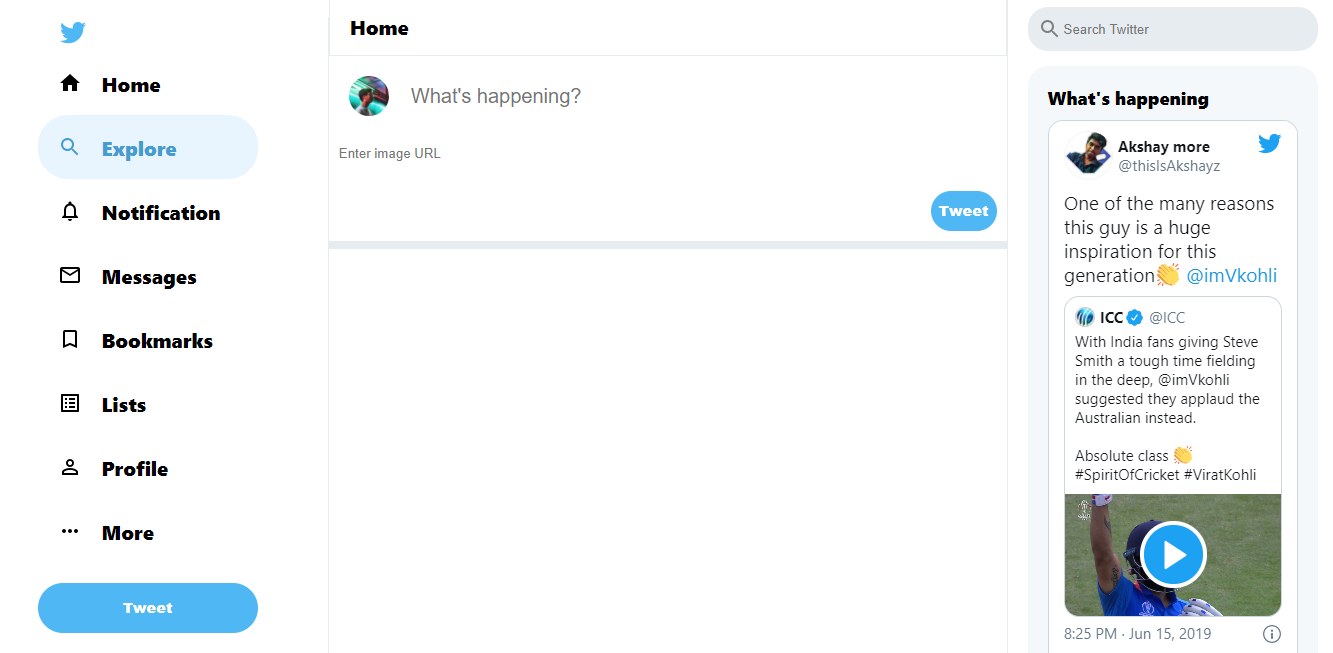 Home
Explore
Notification
Messages
Bookmarks
Lists
Profile
More
Tweet
Home
What's happening?
Enter image URL
Tweet
Search Twitter
What's happening
Akshay more
@thisIsAkshayz
One of the many reasons
this guy is a huge
inspiration for this
generation👏 @imVkohli
ICC @ICC
With India fans giving Steve
Smith a tough time fielding
in the deep, @imVkohli
suggested they applaud the
Australian instead.
Absolute class 👏
#SpiritOfCricket #ViratKohli
8:25 PM · Jun 15, 2019